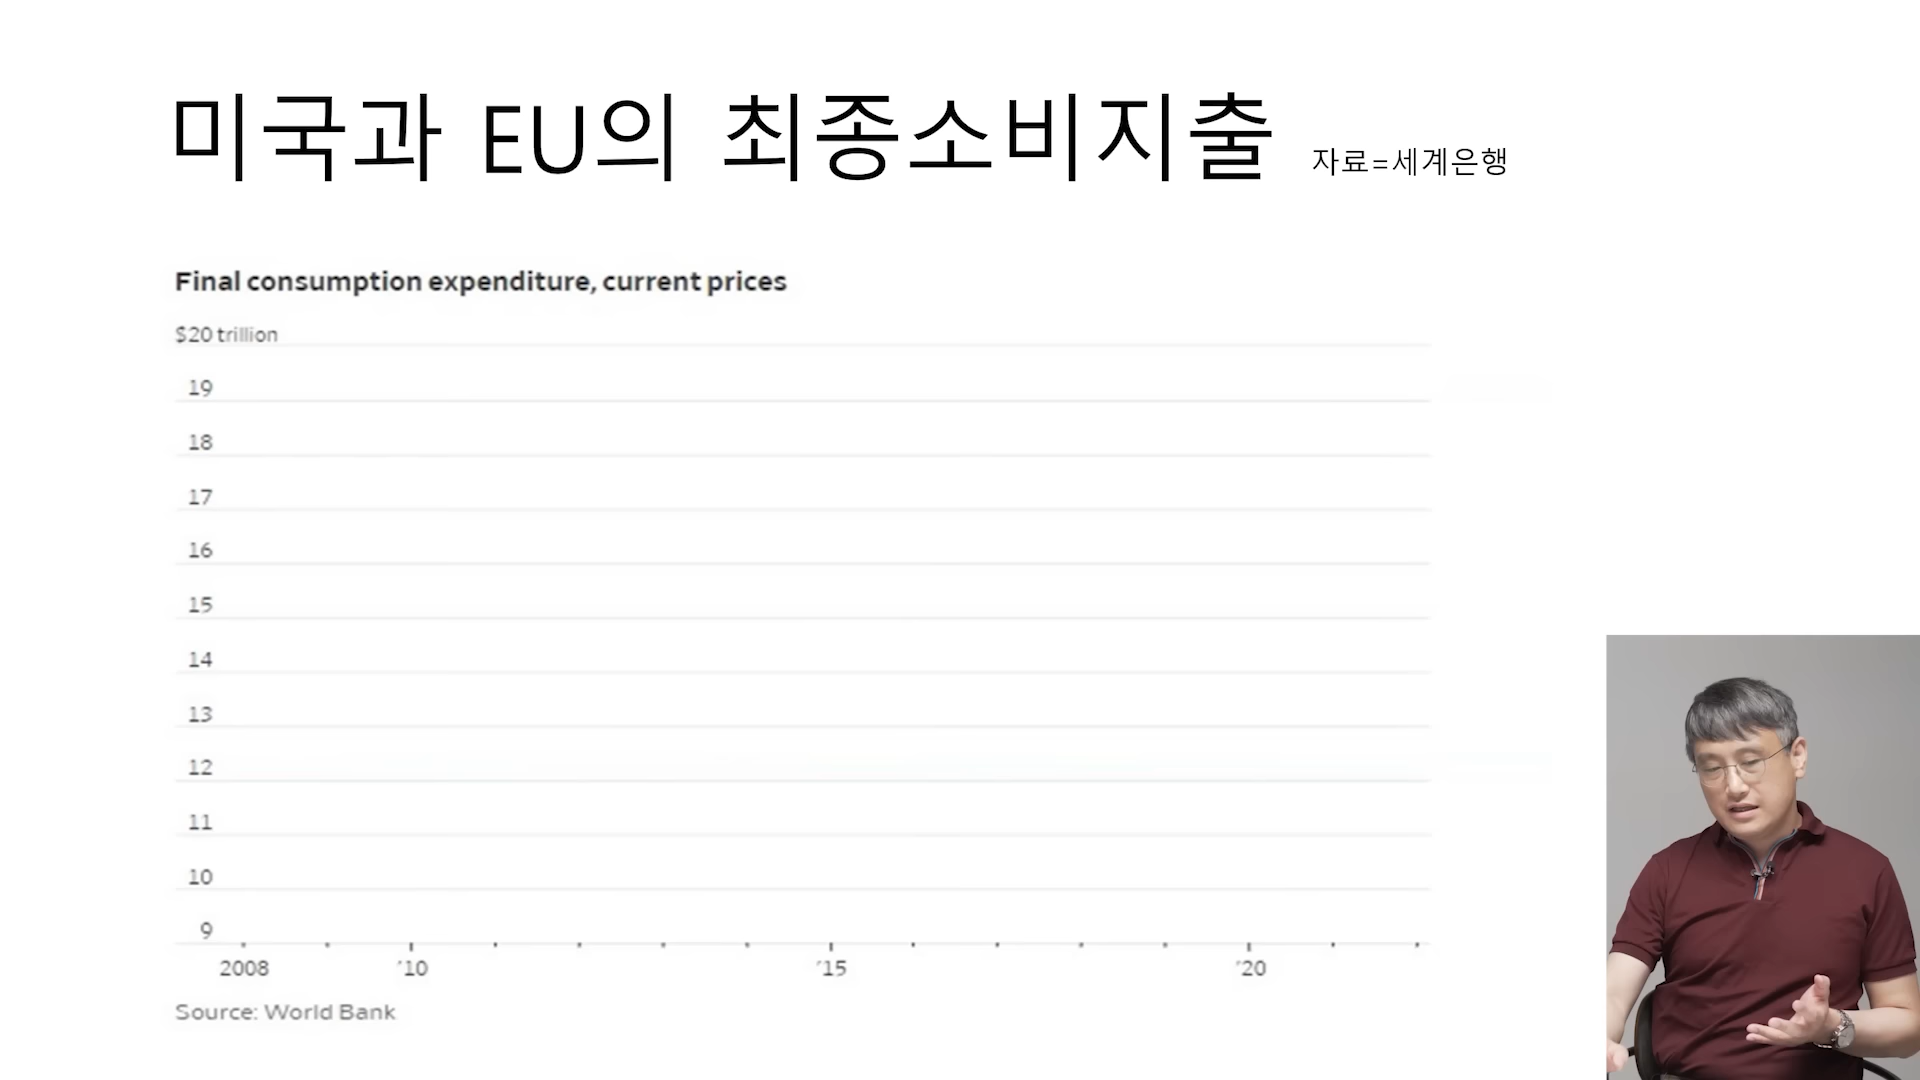 미국과 EU의 최종소비지출 자료=세계은행
Final consumption expenditure, current prices
$20 trillion
19
18
17
16
15
14
13
12
11
10
9
2008 '10 '15 '20
Source: World Bank